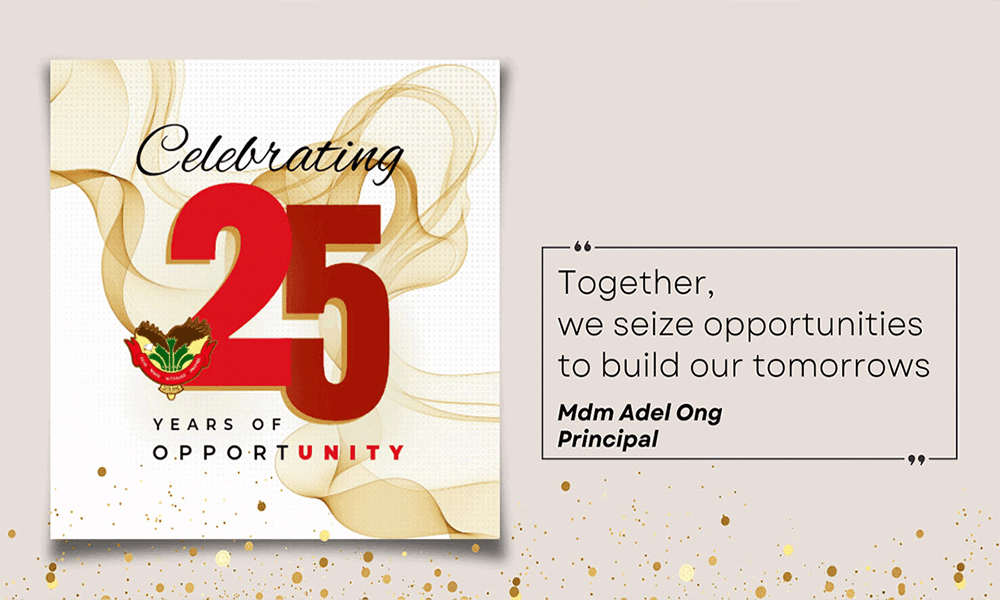 Celebrating
25
YEARS OF
OPPORTUNITY
“
Together,
we seize opportunities
to build our tomorrows
Mdm Adel Ong
Principal
”